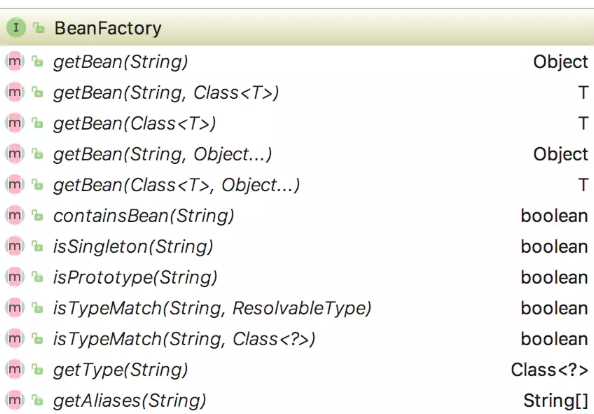 I BeanFactory
m getBean(String) Object
m getBean(String, Class<T>) T
m getBean(Class<T>) T
m getBean(String, Object...) Object
m getBean(Class<T>, Object...) T
m containsBean(String) boolean
m isSingleton(String) boolean
m isPrototype(String) boolean
m isTypeMatch(String, ResolvableType) boolean
m isTypeMatch(String, Class<?>) boolean
m getType(String) Class<?>
m getAliases(String) String[]